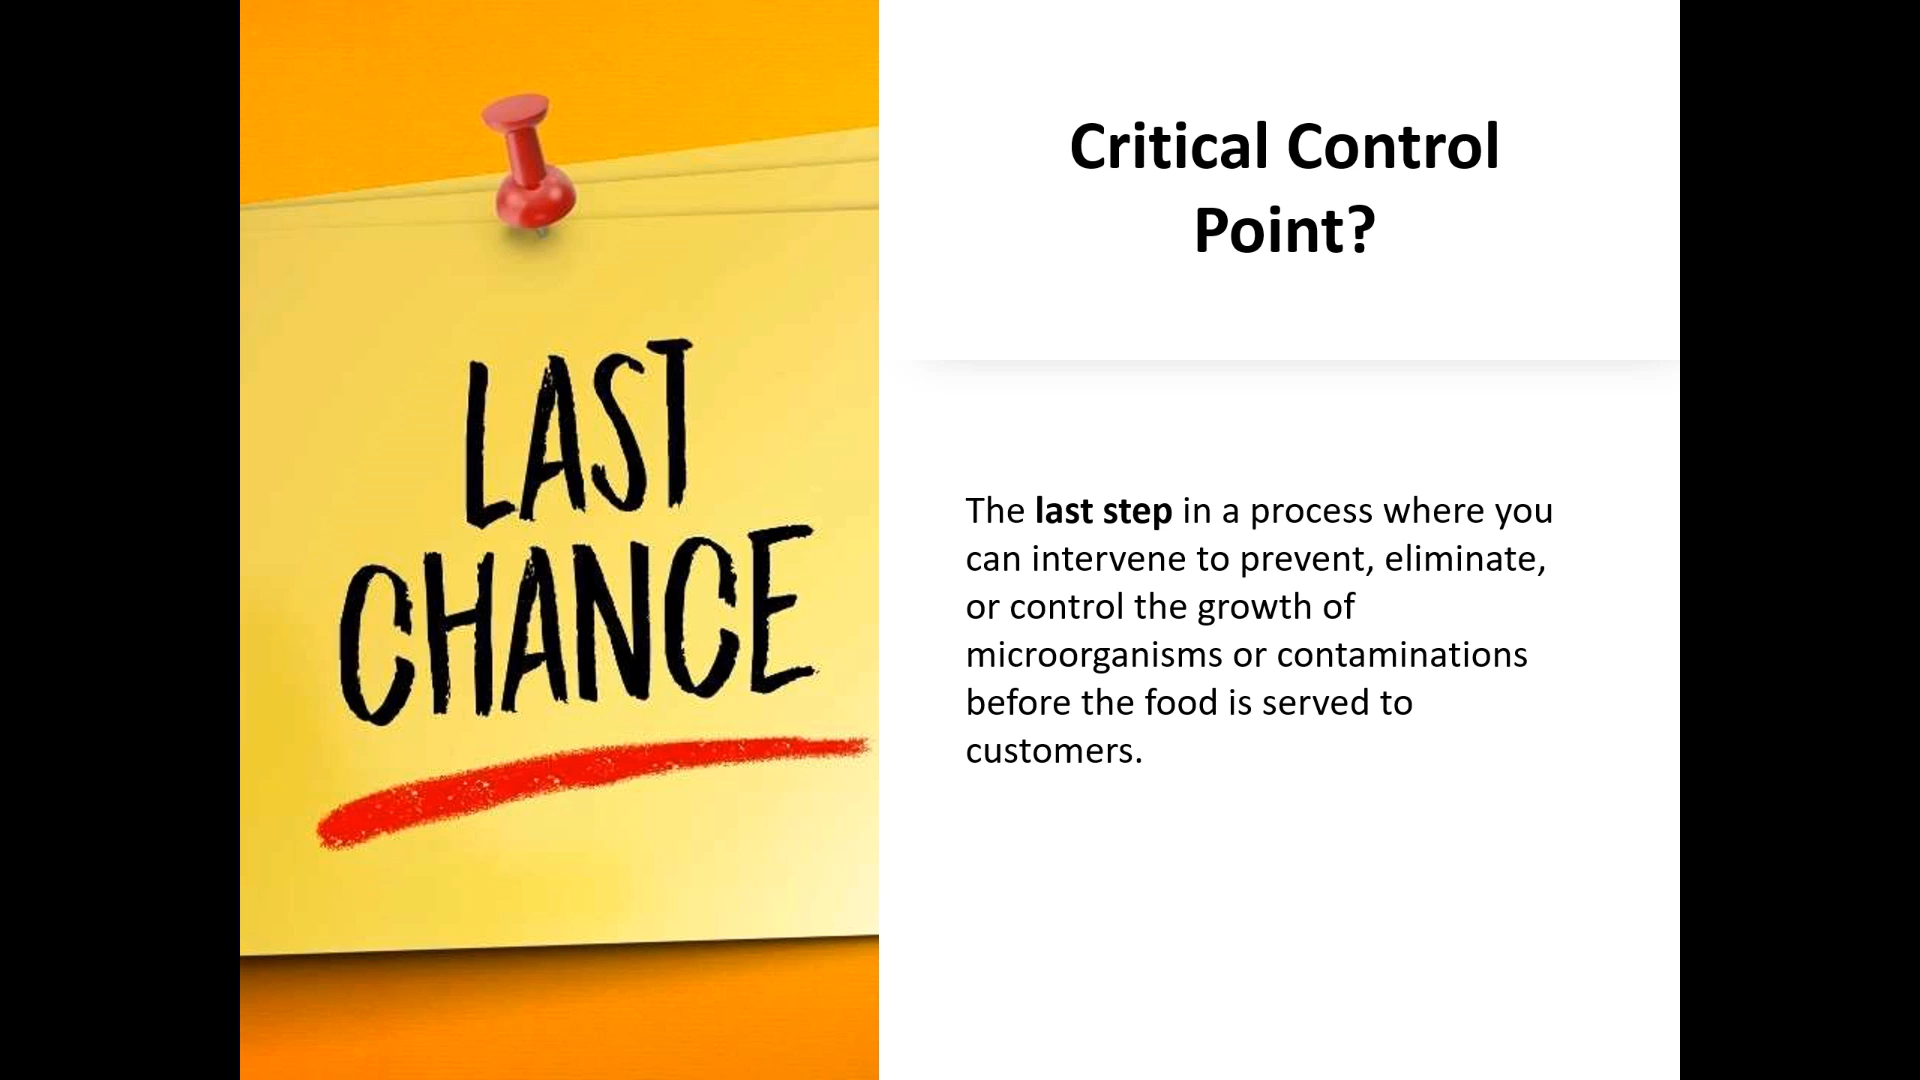 LAST
CHANCE
Critical Control
Point?
The last step in a process where you
can intervene to prevent, eliminate,
or control the growth of
microorganisms or contaminations
before the food is served to
customers.